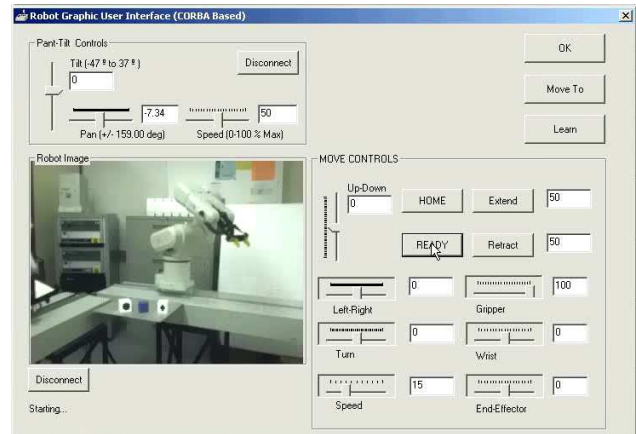 Robot Graphic User Interface (CORBA Based)
Pant-Tilt Controls
Tilt (-47 º to 37 º )
0
Disconnect
-7.34
50
Pan (+/- 159.00 deg)
Speed (0-100 % Max)
OK
Move To
Learn
Robot Image
MOVE CONTROLS
Up-Down
0
HOME
Extend
50
READY
Retract
50
0
100
Left-Right
Gripper
0
0
Turn
Wrist
15
0
Speed
End-Effector
Disconnect
Starting...